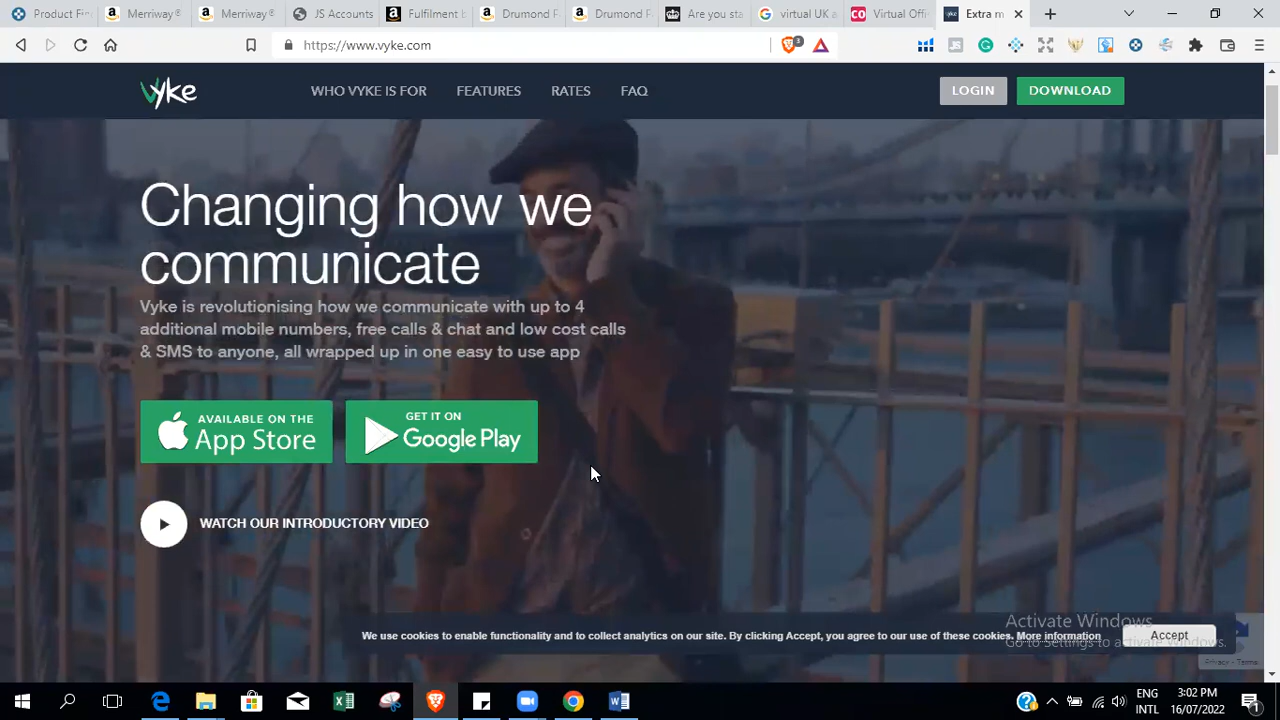 Product Fi
Merriway®
Merriway®
JS Accounts
Fulfilment b
Drumond P
Drumond P
Are you sta
virtual UK a
Virtual Offi
Extra m
https://www.vyke.com
3
vyke
WHO VYKE IS FOR FEATURES RATES FAQ
LOGIN DOWNLOAD
Changing how we
communicate
Vyke is revolutionising how we communicate with up to 4
additional mobile numbers, free calls & chat and low cost calls
& SMS to anyone, all wrapped up in one easy to use app
AVAILABLE ON THE
App Store
GET IT ON
Google Play
WATCH OUR INTRODUCTORY VIDEO
We use cookies to enable functionality and to collect analytics on our site. By clicking Accept, you agree to our use of these cookies. More information
Accept
Activate Windows
Go to Settings to activate Windows.
Privacy - Terms
ENG
INTL
3:02 PM
16/07/2022
1